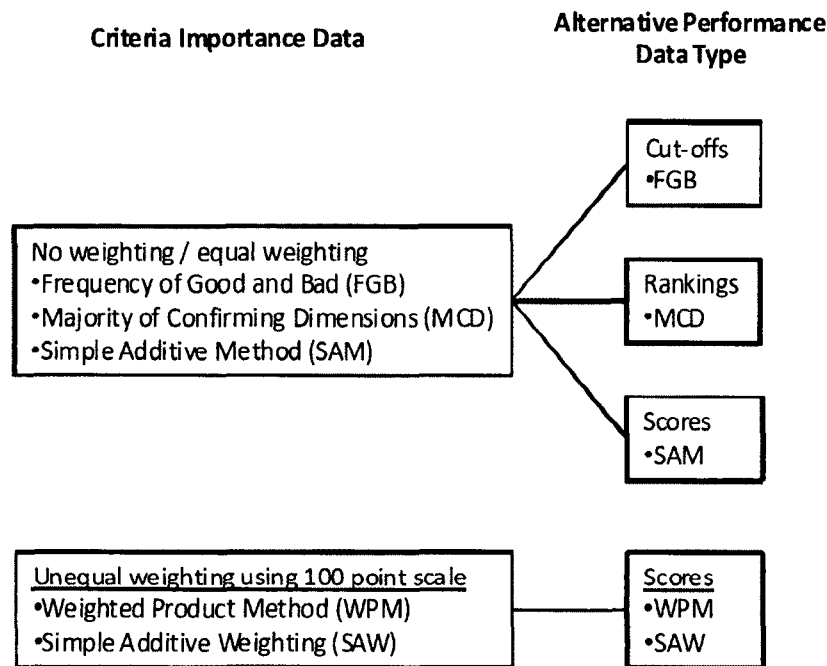 Criteria Importance Data
Alternative Performance
Data Type
Cut-offs
•FGB
No weighting / equal weighting
•Frequency of Good and Bad (FGB)
•Majority of Confirming Dimensions (MCD)
•Simple Additive Method (SAM)
Rankings
•MCD
Scores
•SAM
Unequal weighting using 100 point scale
•Weighted Product Method (WPM)
•Simple Additive Weighting (SAW)
Scores
•WPM
•SAW